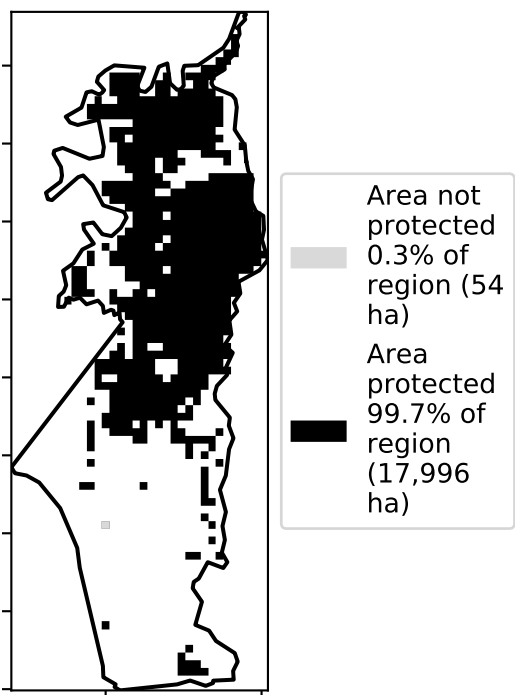 Area not
protected
0.3% of
region (54
ha)
Area
protected
99.7% of
region
(17,996
ha)